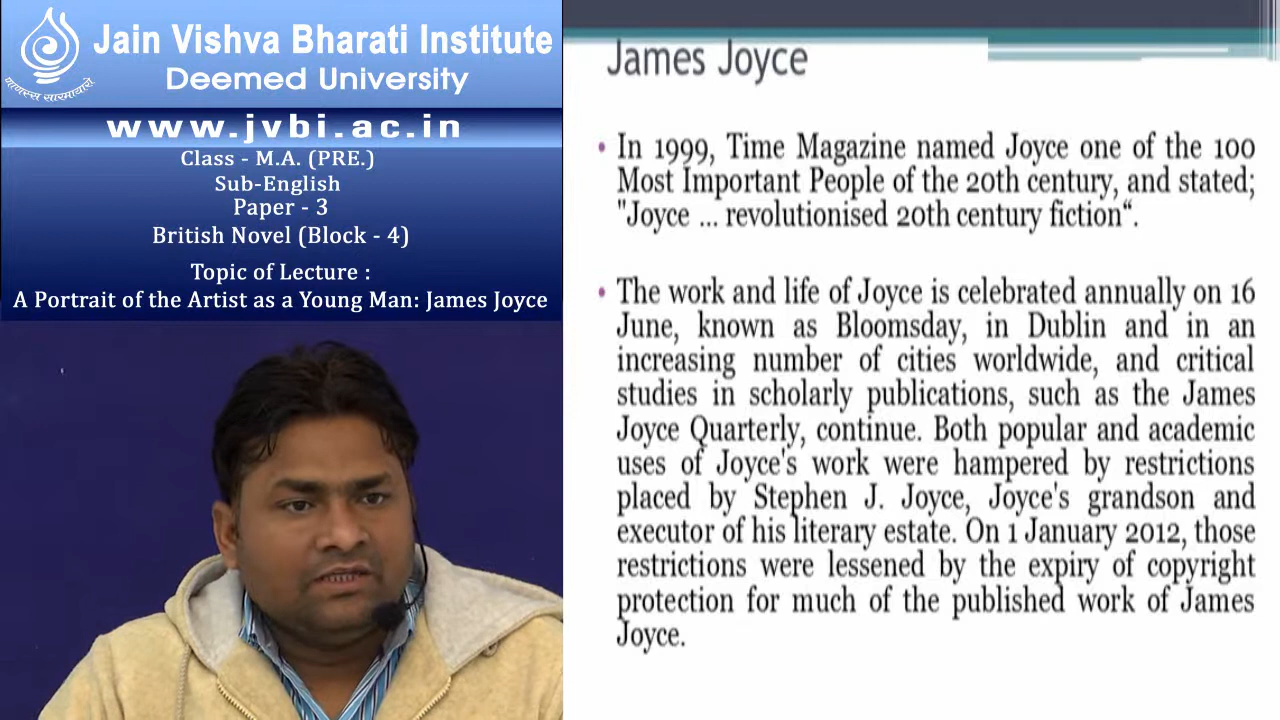 Jain Vishva Bharati Institute
Deemed University
www.jvbi.ac.in
Class - M.A. (PRE.)
Sub-English
Paper - 3
British Novel (Block - 4)
Topic of Lecture :
A Portrait of the Artist as a Young Man: James Joyce
णाणस्स सारमायारो
James Joyce
• In 1999, Time Magazine named Joyce one of the 100
Most Important People of the 20th century, and stated;
"Joyce ... revolutionised 20th century fiction“.
• The work and life of Joyce is celebrated annually on 16
June, known as Bloomsday, in Dublin and in an
increasing number of cities worldwide, and critical
studies in scholarly publications, such as the James
Joyce Quarterly, continue. Both popular and academic
uses of Joyce's work were hampered by restrictions
placed by Stephen J. Joyce, Joyce's grandson and
executor of his literary estate. On 1 January 2012, those
restrictions were lessened by the expiry of copyright
protection for much of the published work of James
Joyce.